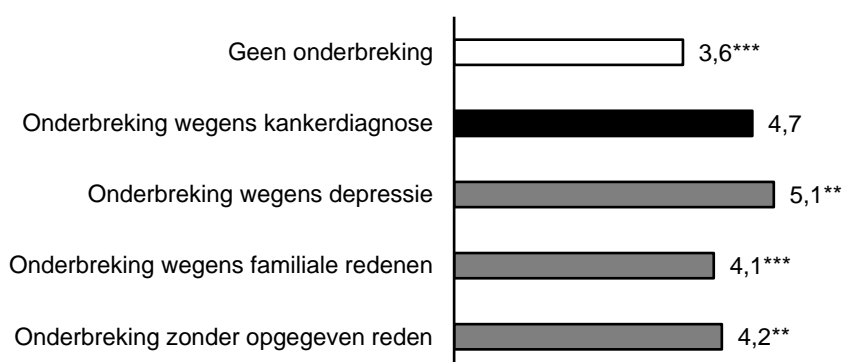 Geen onderbreking 3,6***
Onderbreking wegens kankerdiagnose 4,7
Onderbreking wegens depressie 5,1**
Onderbreking wegens familiale redenen 4,1***
Onderbreking zonder opgegeven reden 4,2**